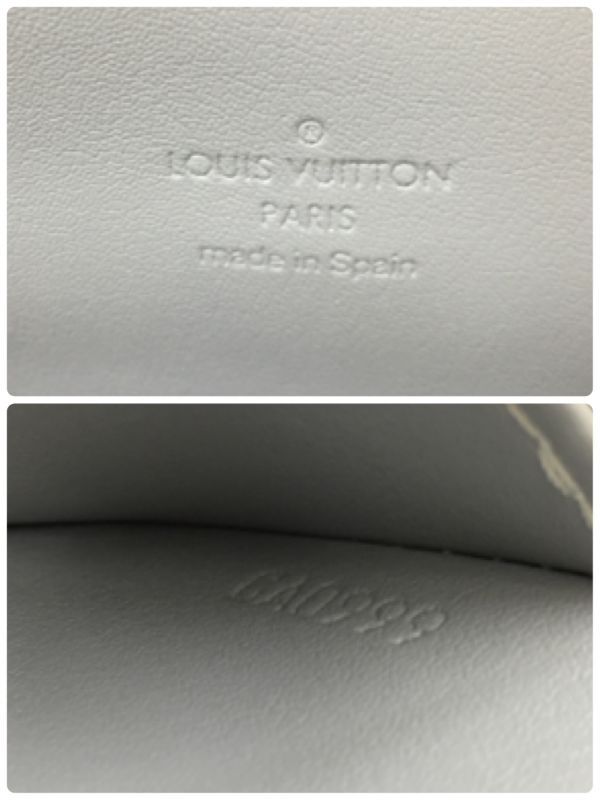 ®
LOUIS VUITTON
PARIS
made in Spain
CA0998